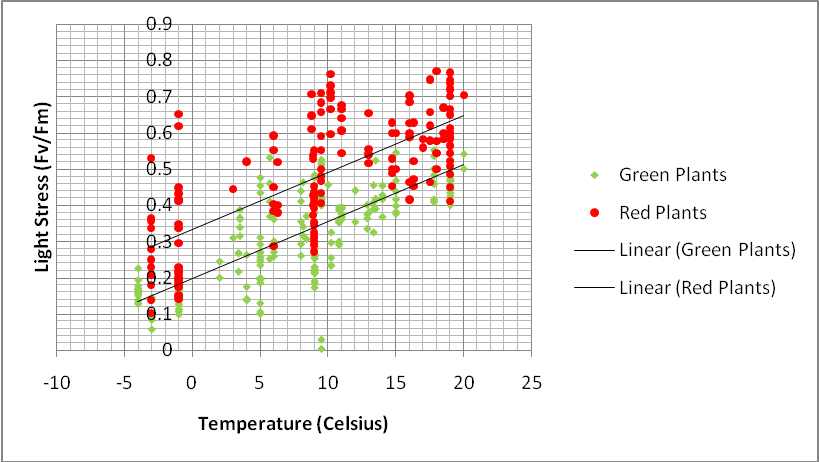 0.9
0.8
0.7
0.6
0.5
0.4
0.3
0.2
0.1
0
-10 -5 0 5 10 15 20 25
Light Stress (Fv/Fm)
Temperature (Celsius)
Green Plants
Red Plants
Linear (Green Plants)
Linear (Red Plants)